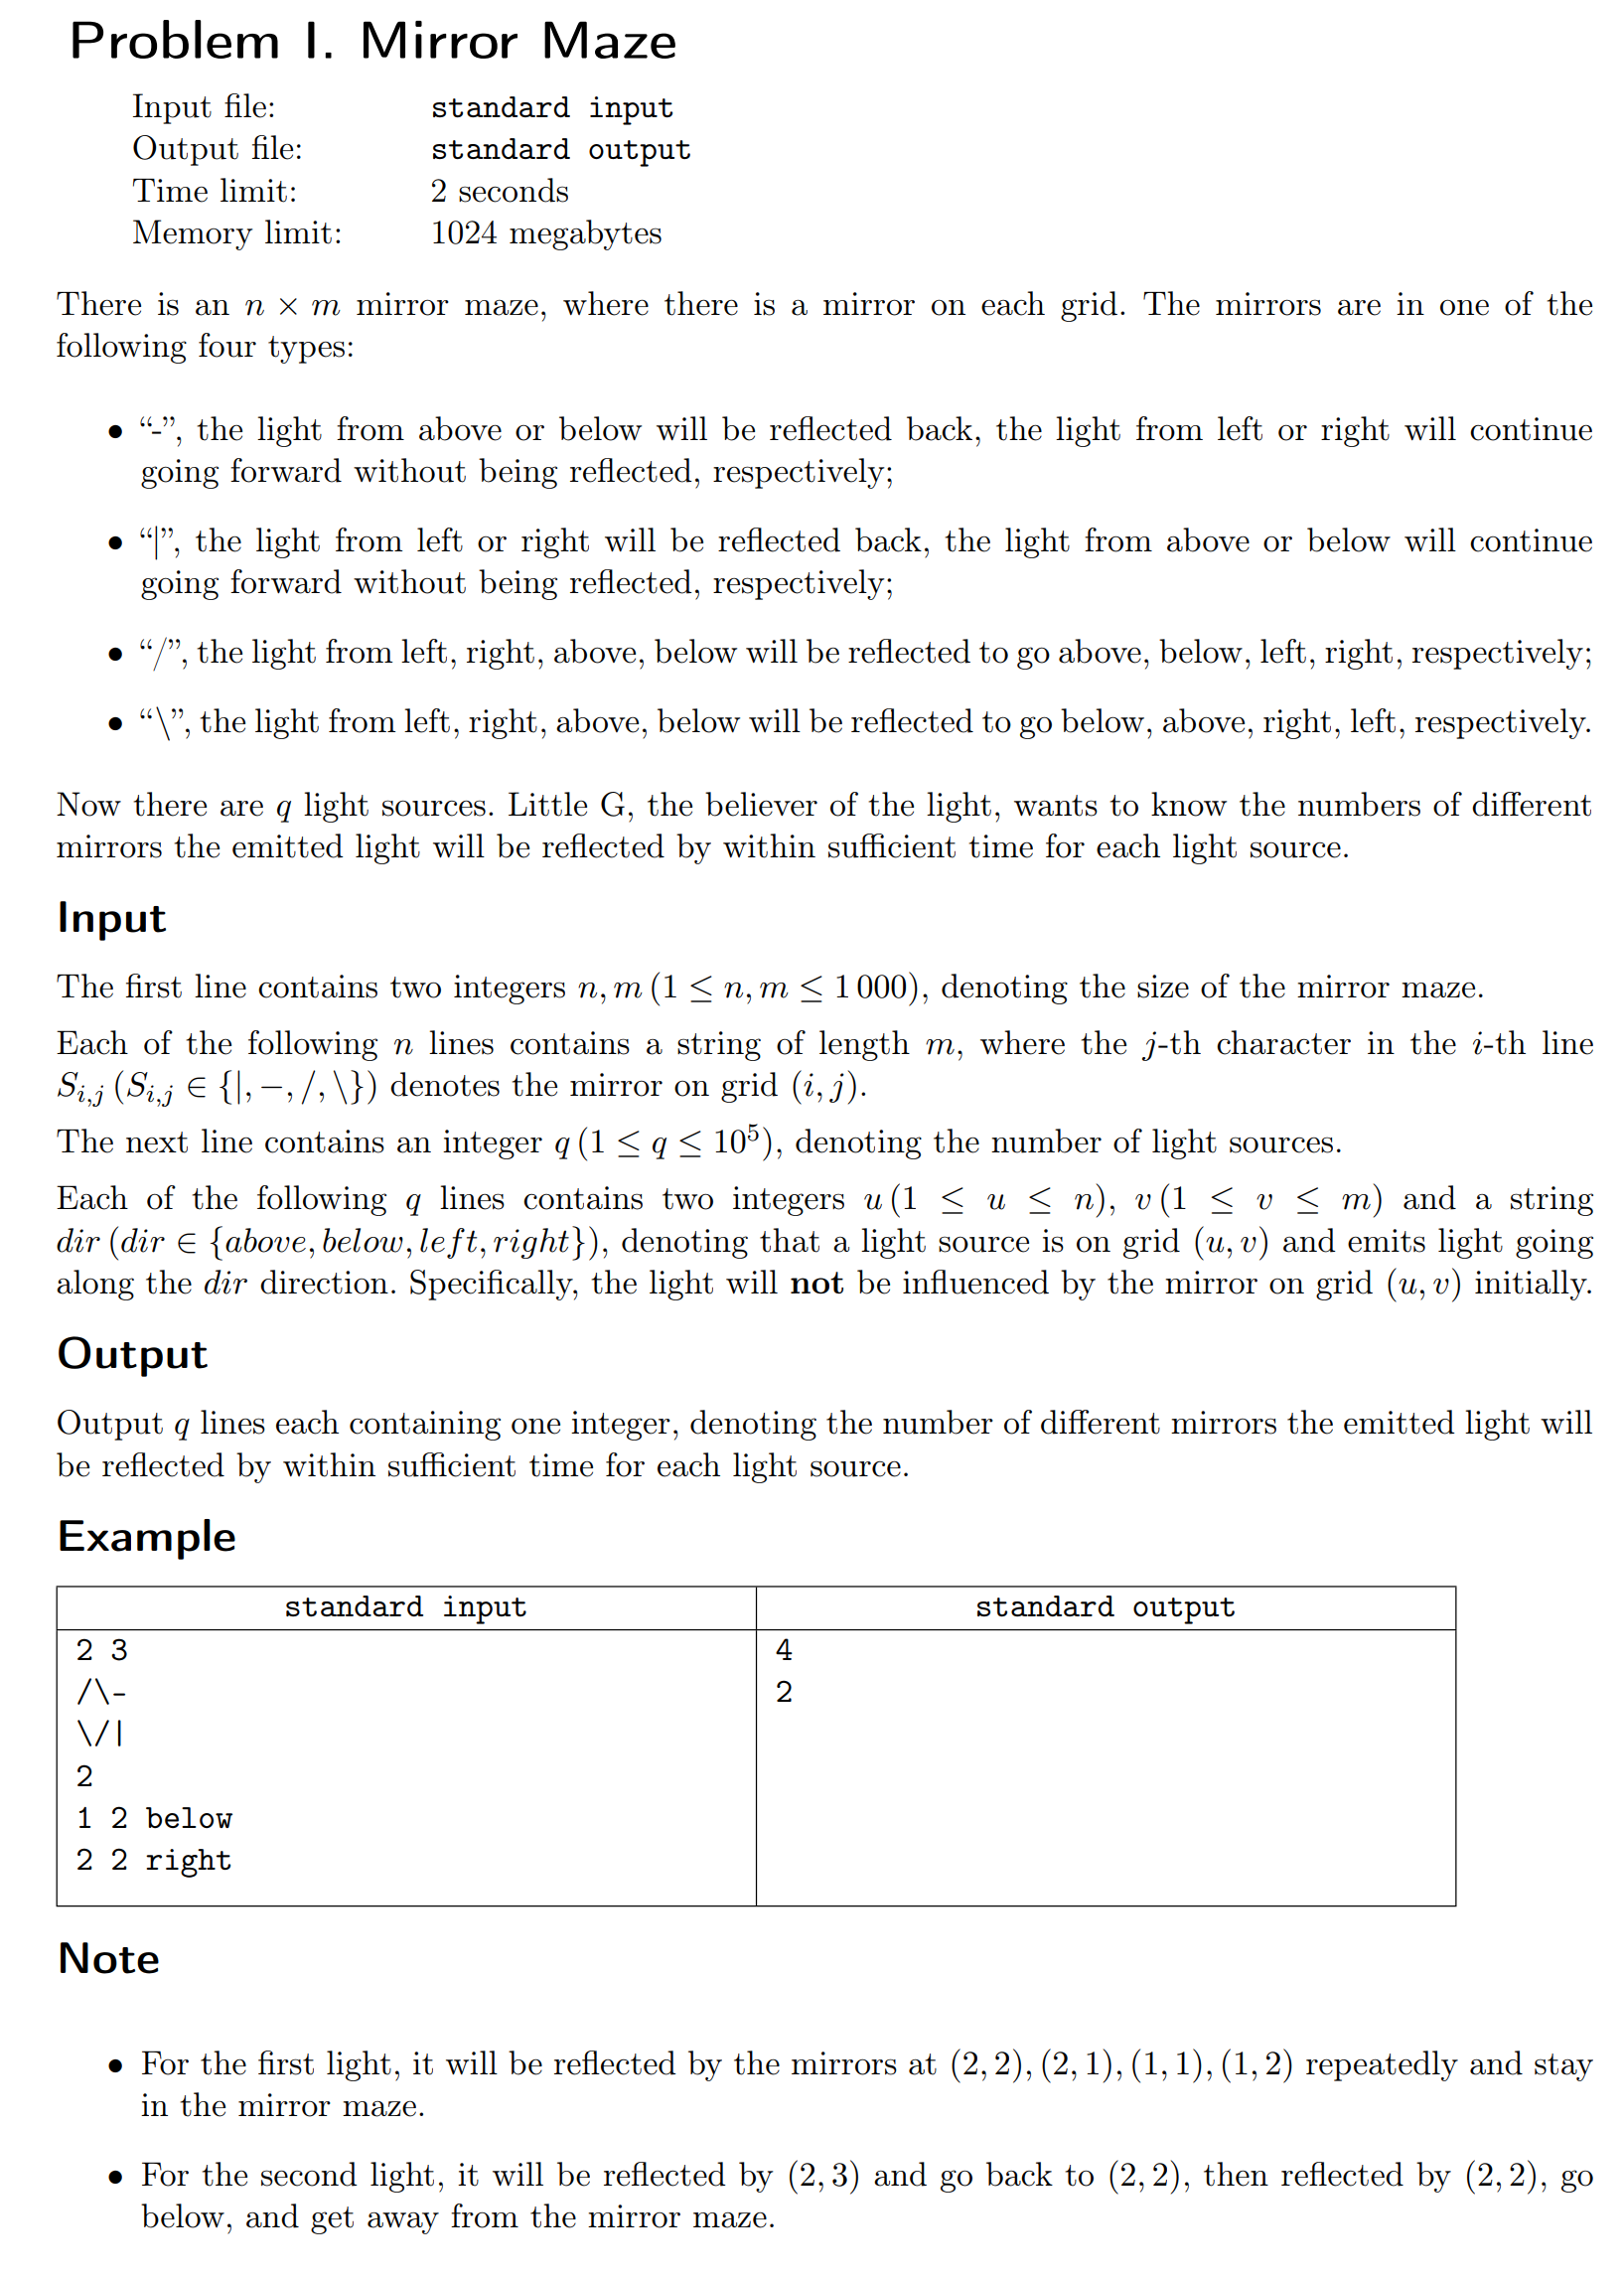 Problem I. Mirror Maze
Input file: standard input
Output file: standard output
Time limit: 2 seconds
Memory limit: 1024 megabytes
There is an n × m mirror maze, where there is a mirror on each grid. The mirrors are in one of the
following four types:
• “-”, the light from above or below will be reflected back, the light from left or right will continue
going forward without being reflected, respectively;
• “|”, the light from left or right will be reflected back, the light from above or below will continue
going forward without being reflected, respectively;
• “/”, the light from left, right, above, below will be reflected to go above, below, left, right, respectively;
• “\”, the light from left, right, above, below will be reflected to go below, above, right, left, respectively.
Now there are q light sources. Little G, the believer of the light, wants to know the numbers of different
mirrors the emitted light will be reflected by within sufficient time for each light source.
Input
The first line contains two integers n, m (1 ≤ n, m ≤ 1 000), denoting the size of the mirror maze.
Each of the following n lines contains a string of length m, where the j-th character in the i-th line
S_{i,j} (S_{i,j} ∈ {|, −, /, \}) denotes the mirror on grid (i, j).
The next line contains an integer q (1 ≤ q ≤ 10^5), denoting the number of light sources.
Each of the following q lines contains two integers u (1 ≤ u ≤ n), v (1 ≤ v ≤ m) and a string
dir (dir ∈ {above, below, left, right}), denoting that a light source is on grid (u, v) and emits light going
along the dir direction. Specifically, the light will not be influenced by the mirror on grid (u, v) initially.
Output
Output q lines each containing one integer, denoting the number of different mirrors the emitted light will
be reflected by within sufficient time for each light source.
Example
standard input standard output
2 3
/\-
\/|
2
1 2 below
2 2 right
4
2
Note
• For the first light, it will be reflected by the mirrors at (2, 2), (2, 1), (1, 1), (1, 2) repeatedly and stay
in the mirror maze.
• For the second light, it will be reflected by (2, 3) and go back to (2, 2), then reflected by (2, 2), go
below, and get away from the mirror maze.